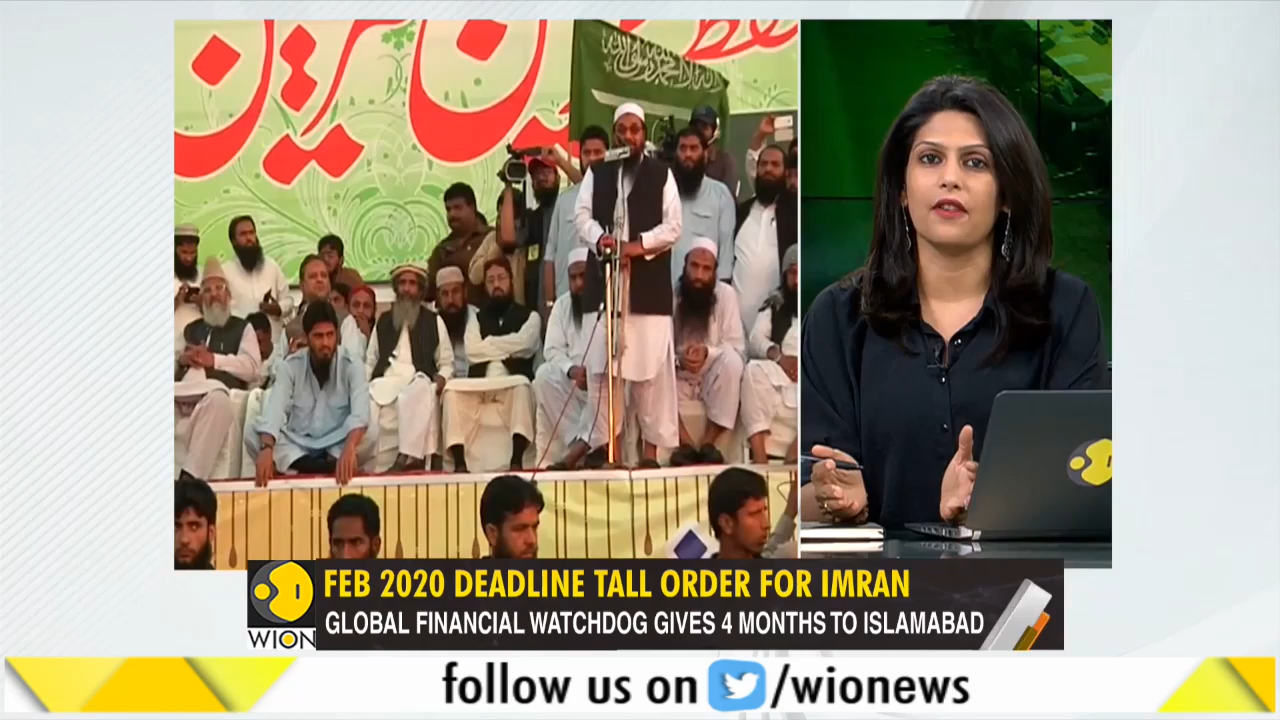 FEB 2020 DEADLINE TALL ORDER FOR IMRAN
WION
GLOBAL FINANCIAL WATCHDOG GIVES 4 MONTHS TO ISLAMABAD
follow us on /wionews